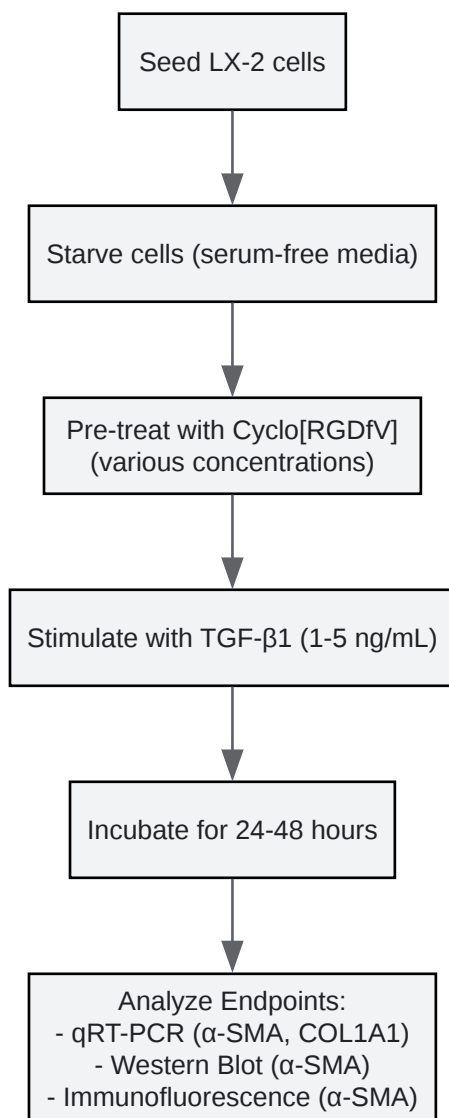 Seed LX-2 cells
Starve cells (serum-free media)
Pre-treat with Cyclo[RGDfV]
(various concentrations)
Stimulate with TGF-β1 (1-5 ng/mL)
Incubate for 24-48 hours
Analyze Endpoints:
- qRT-PCR (α-SMA, COL1A1)
- Western Blot (α-SMA)
- Immunofluorescence (α-SMA)